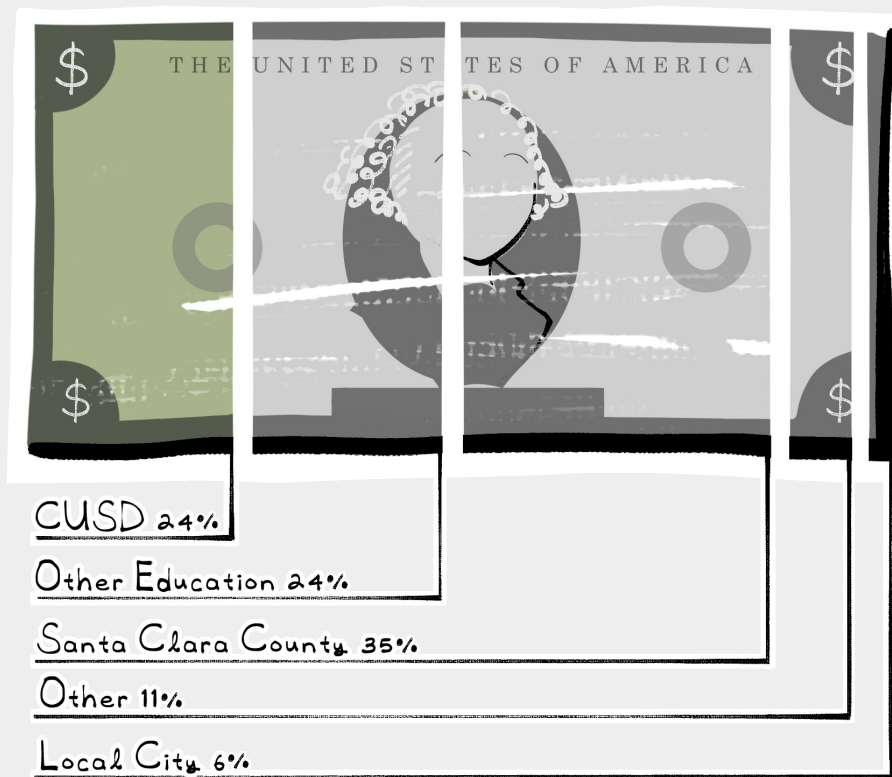 $ THE UNITED ST TES OF AMERICA $
$ $
CUSD 24%
Other Education 24%
Santa Clara County 35%
Other 11%
Local City 6%